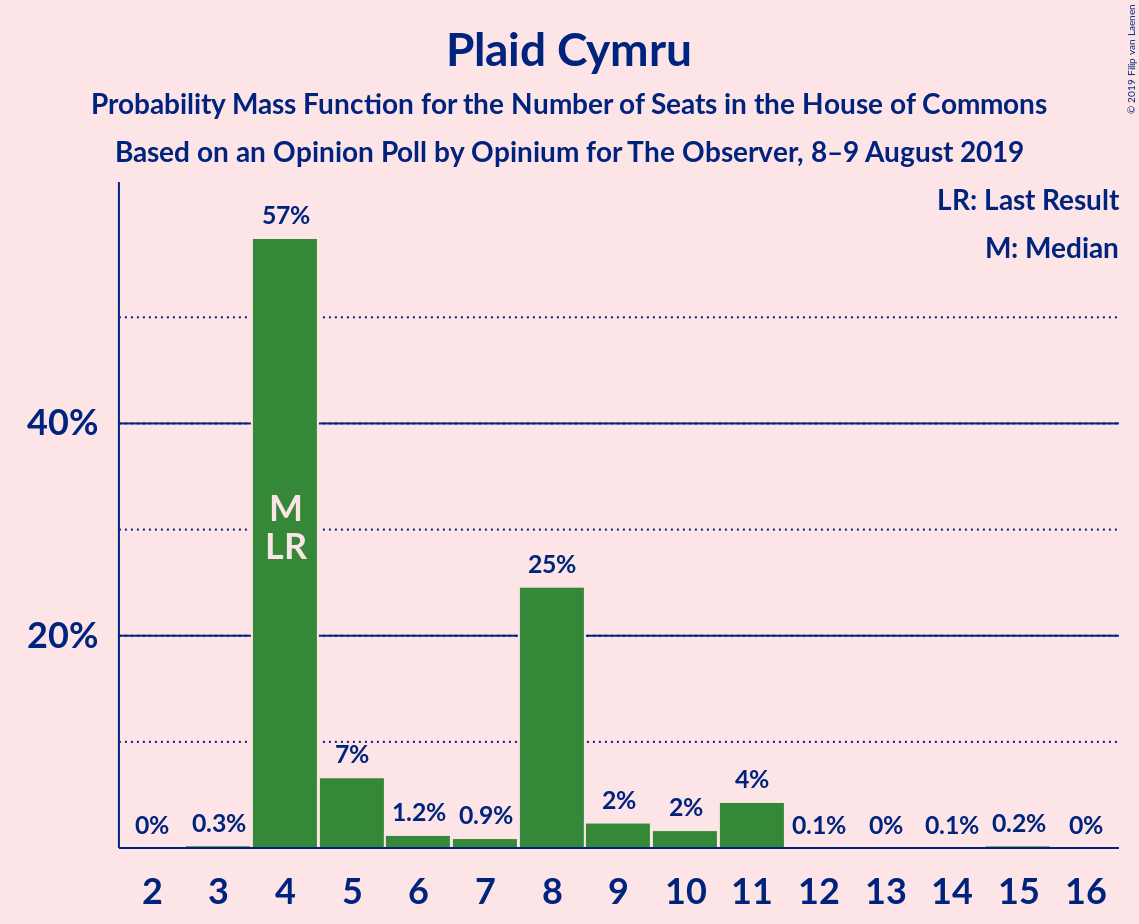 Plaid Cymru
Probability Mass Function for the Number of Seats in the House of Commons
Based on an Opinion Poll by Opinium for The Observer, 8–9 August 2019
© 2019 Filip van Laenen
LR: Last Result
M: Median
57%
40%
M
LR
25%
20%
7%
4%
2%
2%
1.2%
0.9%
0%
0.3%
0.1%
0%
0.1%
0.2%
0%
2 3 4 5 6 7 8 9 10 11 12 13 14 15 16